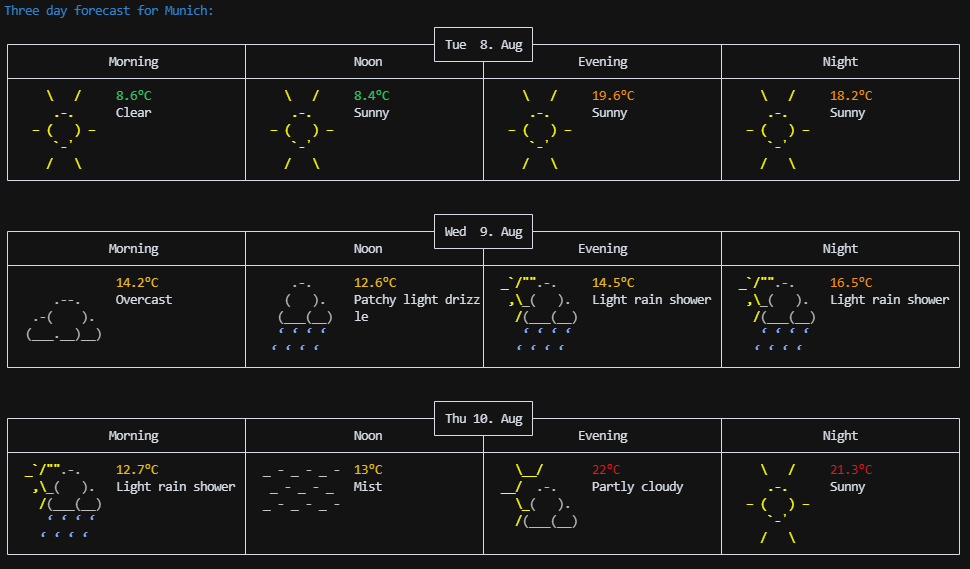 Three day forecast for Munich:
Tue 8. Aug
Morning Noon Evening Night
8.6°C 8.4°C 19.6°C 18.2°C
Clear Sunny Sunny Sunny
Wed 9. Aug
Morning Noon Evening Night
14.2°C 12.6°C 14.5°C 16.5°C
Overcast Patchy light drizz Light rain shower Light rain shower
le
Thu 10. Aug
Morning Noon Evening Night
12.7°C 13°C 22°C 21.3°C
Light rain shower Mist Partly cloudy Sunny